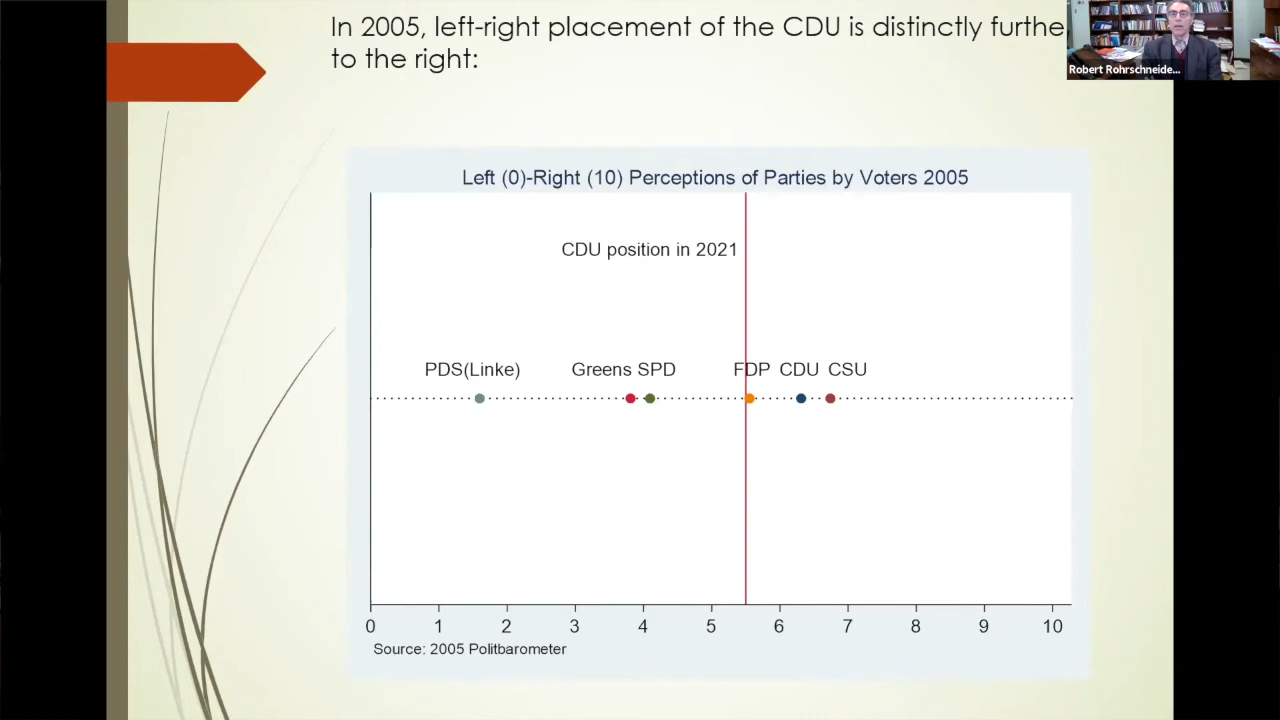 In 2005, left-right placement of the CDU is distinctly furthe
to the right:
Robert Rohrschneide...
Left (0)-Right (10) Perceptions of Parties by Voters 2005
CDU position in 2021
PDS(Linke) Greens SPD FDP CDU CSU
0 1 2 3 4 5 6 7 8 9 10
Source: 2005 Politbarometer